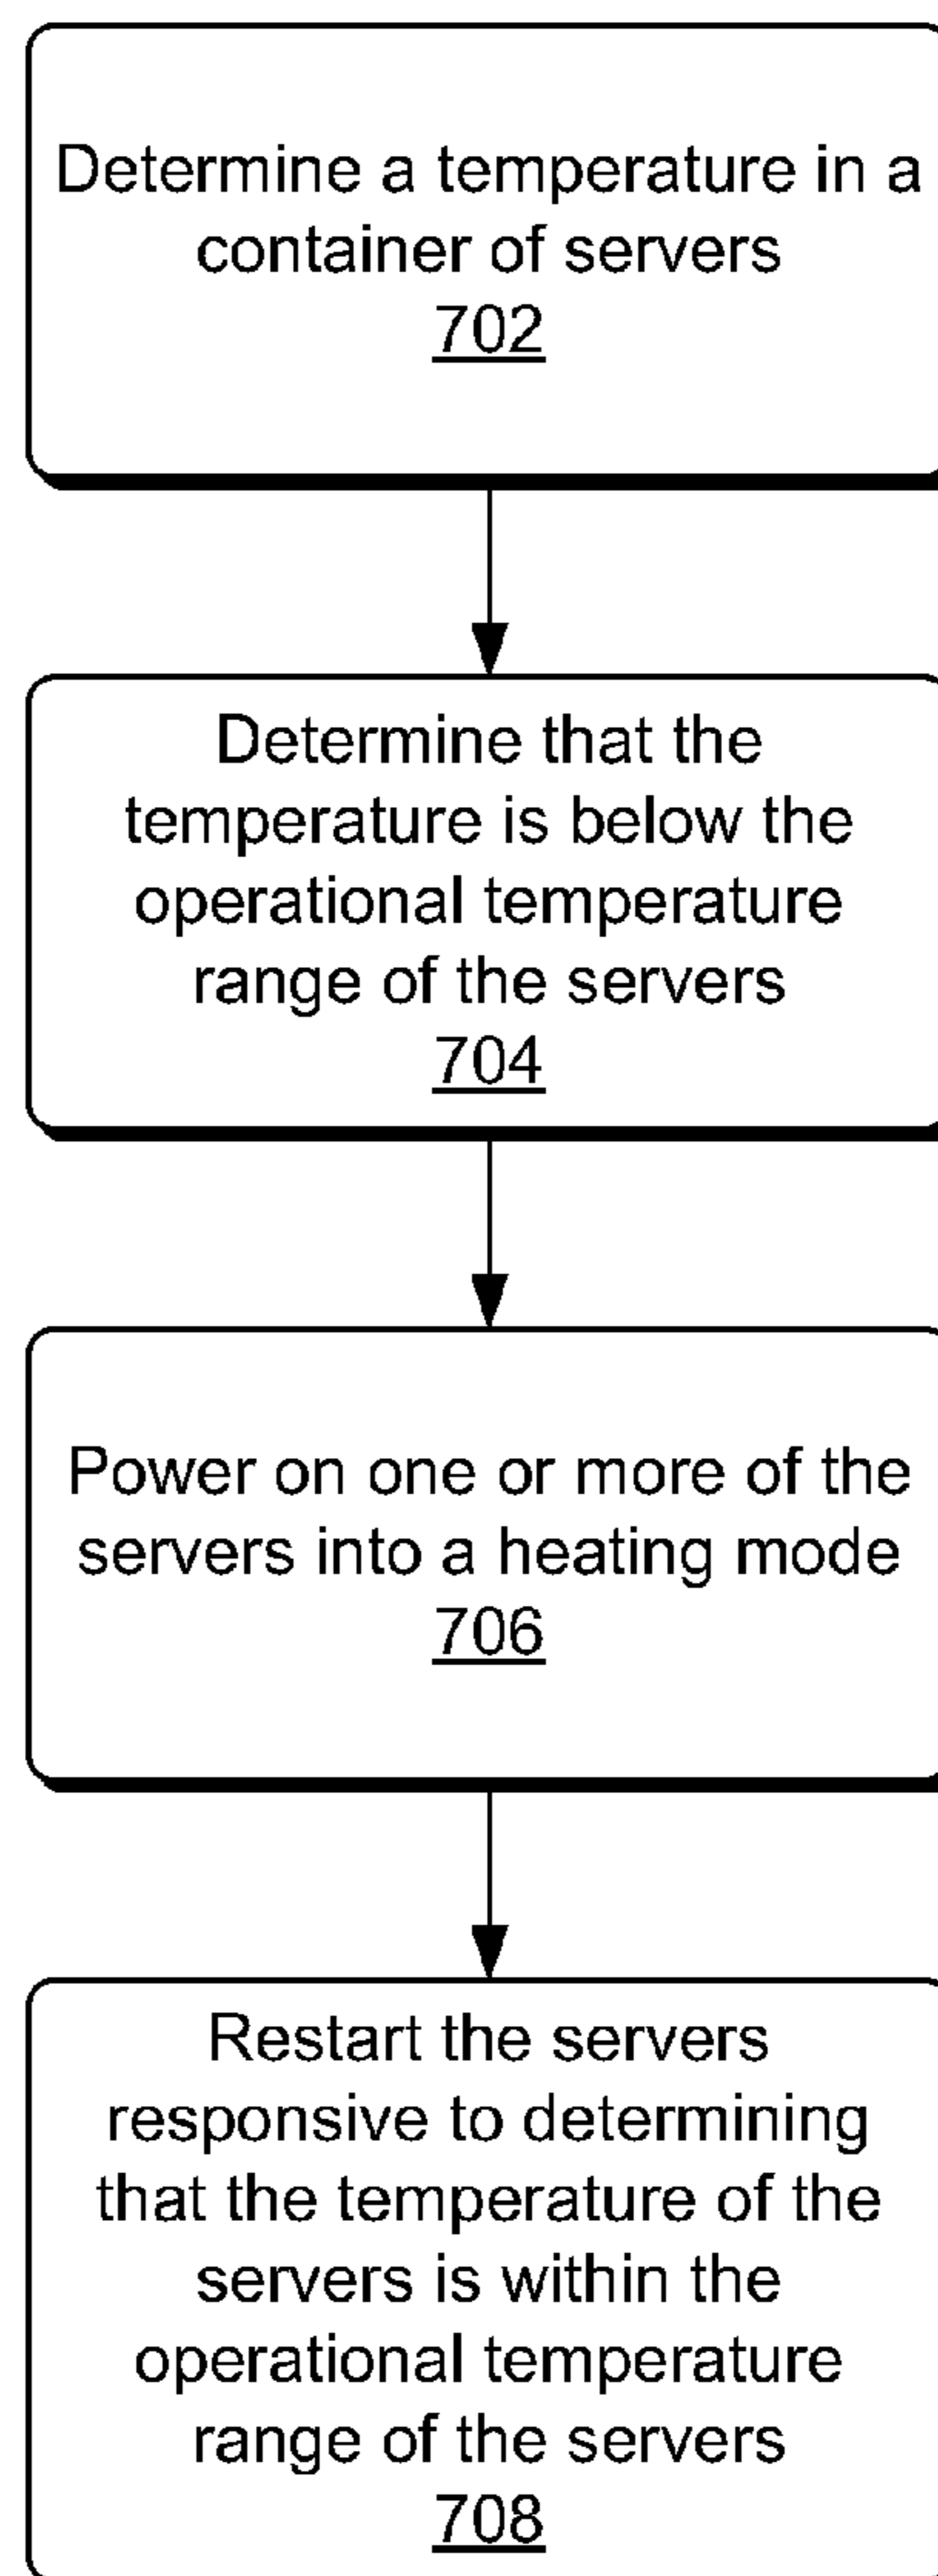 Determine a temperature in a
container of servers
702
Determine that the
temperature is below the
operational temperature
range of the servers
704
Power on one or more of the
servers into a heating mode
706
Restart the servers
responsive to determining
that the temperature of the
servers is within the
operational temperature
range of the servers
708